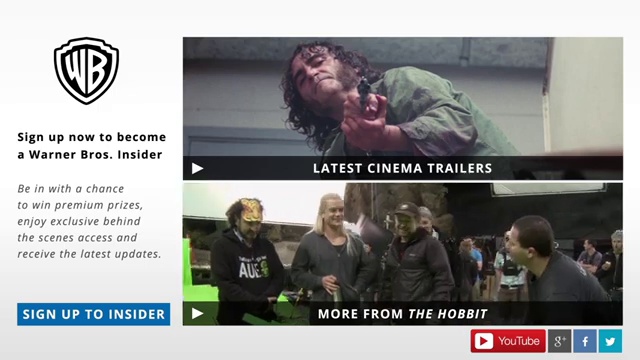 WB
Sign up now to become
a Warner Bros. Insider
Be in with a chance
to win premium prizes,
enjoy exclusive behind
the scenes access and
receive the latest updates.
SIGN UP TO INSIDER
LATEST CINEMA TRAILERS
AUE
MORE FROM THE HOBBIT
YouTube
g+
f